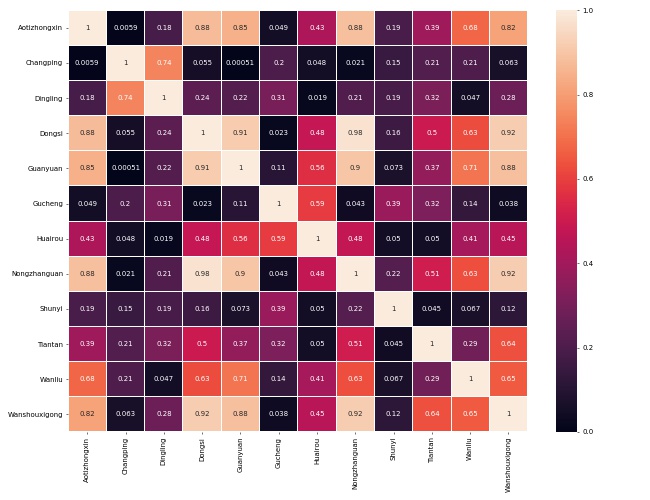 Aotizhongxin 1 0.0059 0.18 0.88 0.85 0.049 0.43 0.88 0.19 0.39 0.68 0.82
Changping 0.0059 1 0.74 0.055 0.00051 0.2 0.048 0.021 0.15 0.21 0.21 0.063
Dingling 0.18 0.74 1 0.24 0.22 0.31 0.019 0.21 0.19 0.32 0.047 0.28
Dongsi 0.88 0.055 0.24 1 0.91 0.023 0.48 0.98 0.16 0.5 0.63 0.92
Guanyuan 0.85 0.00051 0.22 0.91 1 0.11 0.56 0.9 0.073 0.37 0.71 0.88
Gucheng 0.049 0.2 0.31 0.023 0.11 1 0.59 0.043 0.39 0.32 0.14 0.038
Huairou 0.43 0.048 0.019 0.48 0.56 0.59 1 0.48 0.05 0.05 0.41 0.45
Nongzhanguan 0.88 0.021 0.21 0.98 0.9 0.043 0.48 1 0.22 0.51 0.63 0.92
Shunyi 0.19 0.15 0.19 0.16 0.073 0.39 0.05 0.22 1 0.045 0.067 0.12
Tiantan 0.39 0.21 0.32 0.5 0.37 0.32 0.05 0.51 0.045 1 0.29 0.64
Wanliu 0.68 0.21 0.047 0.63 0.71 0.14 0.41 0.63 0.067 0.29 1 0.65
Wanshouxigong 0.82 0.063 0.28 0.92 0.88 0.038 0.45 0.92 0.12 0.64 0.65 1
Aotizhongxin
Changping
Dingling
Dongsi
Guanyuan
Gucheng
Huairou
Nongzhanguan
Shunyi
Tiantan
Wanliu
Wanshouxigong
1.0
0.8
0.6
0.4
0.2
0.0